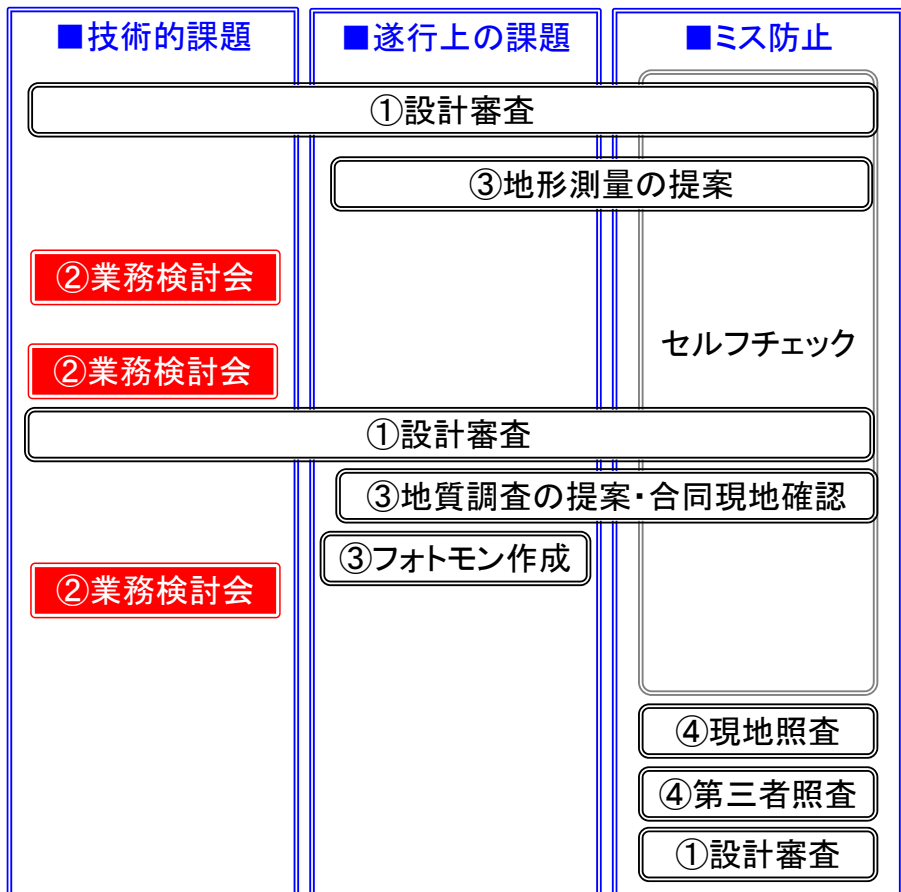 ■技術的課題
■遂行上の課題
■ミス防止
①設計審査
③地形測量の提案
②業務検討会
セルフチェック
②業務検討会
①設計審査
③地質調査の提案・合同現地確認
③フォトモン作成
②業務検討会
④現地照査
④第三者照査
①設計審査